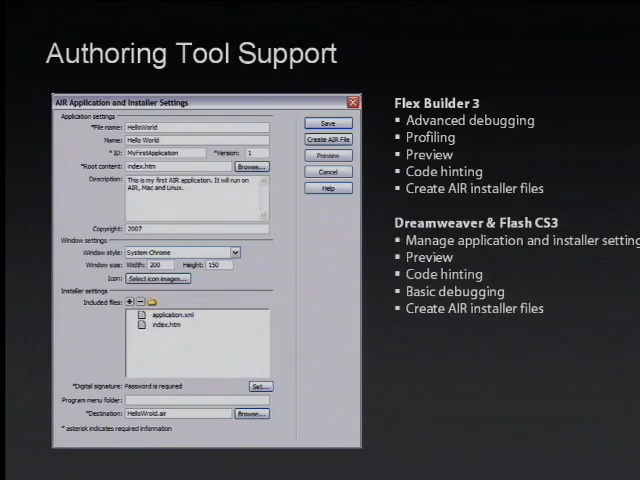 Authoring Tool Support
AIR Application and Installer Settings
Application settings
*File name: HelloWorld
Name: Hello World
*ID: MyFirstApplication *Version: 1
*Root content: index.htm Browse...
Description: This is my first AIR application. It will run on
AIR, Mac and Linux.
Copyright: 2007
Window settings
Window style: System Chrome
Window size: Width: 200 Height: 150
Icon: Select icon images...
Installer settings
Included files:
application.xml
index.htm
*Digital signature: Password is required Set...
Program menu folder:
*Destination: HelloWrold.air Browse...
* asterisk indicates required information
Save
Create AIR File
Preview
Cancel
Help
Flex Builder 3
▪ Advanced debugging
▪ Profiling
▪ Preview
▪ Code hinting
▪ Create AIR installer files
Dreamweaver & Flash CS3
▪ Manage application and installer setting
▪ Preview
▪ Code hinting
▪ Basic debugging
▪ Create AIR installer files